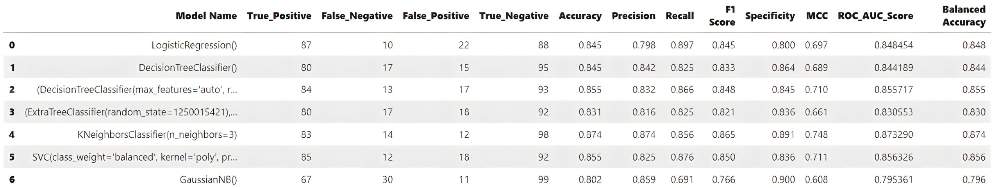 Model Name True_Positive False_Negative False_Positive True_Negative Accuracy Precision Recall F1 Score Specificity MCC ROC_AUC_Score Balanced Accuracy
0 LogisticRegression() 87 10 22 88 0.845 0.798 0.897 0.845 0.800 0.697 0.848454 0.848
1 DecisionTreeClassifier() 80 17 15 95 0.845 0.842 0.825 0.833 0.864 0.689 0.844189 0.844
2 (DecisionTreeClassifier(max_features='auto', r... 84 13 17 93 0.855 0.832 0.866 0.848 0.845 0.710 0.855717 0.855
3 (ExtraTreeClassifier(random_state=1250015421),... 80 17 18 92 0.831 0.816 0.825 0.821 0.836 0.661 0.830553 0.830
4 KNeighborsClassifier(n_neighbors=3) 83 14 12 98 0.874 0.874 0.856 0.865 0.891 0.748 0.873290 0.874
5 SVC(class_weight='balanced', kernel='poly', pr... 85 12 18 92 0.855 0.825 0.876 0.850 0.836 0.711 0.856326 0.856
6 GaussianNB() 67 30 11 99 0.802 0.859 0.691 0.766 0.900 0.608 0.795361 0.796